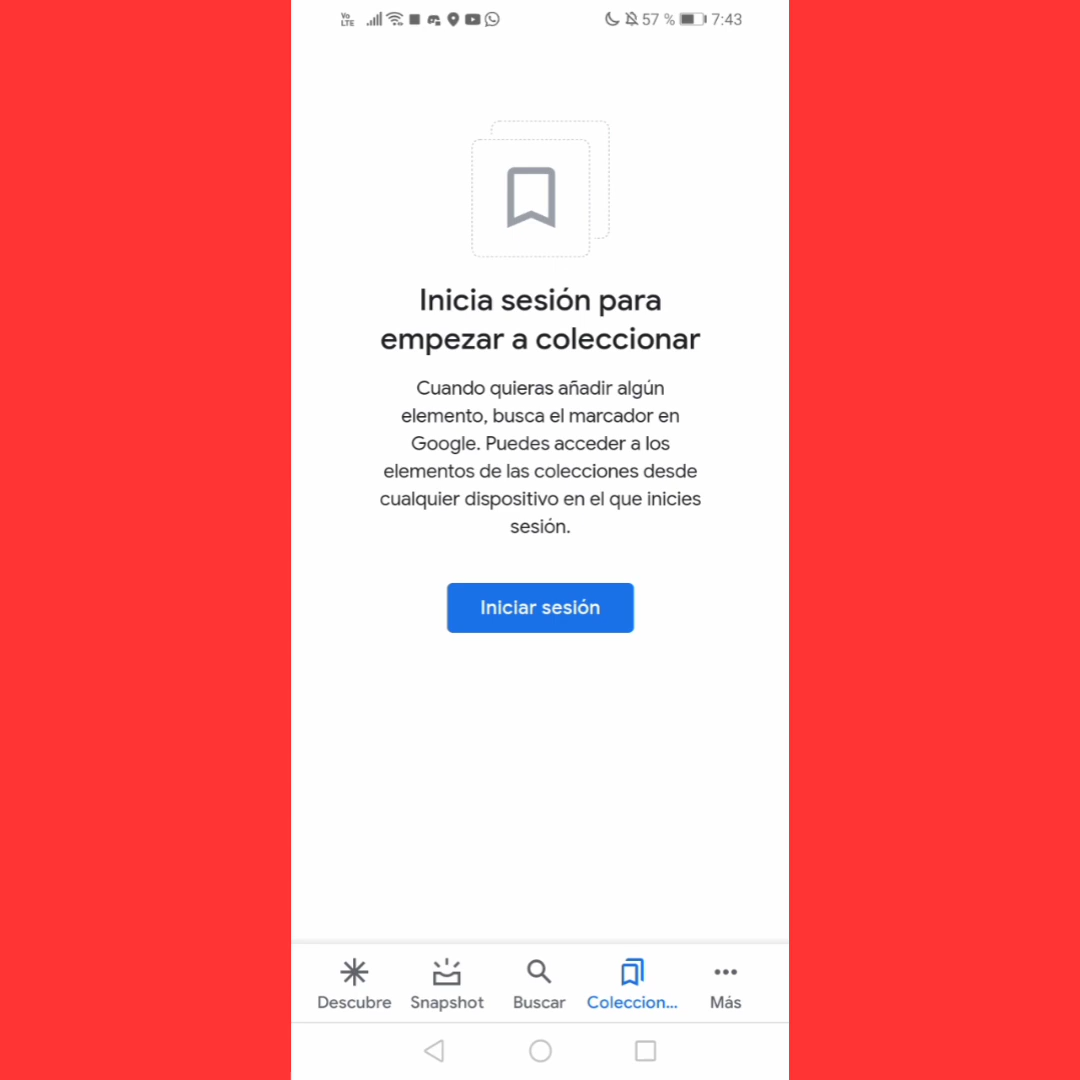 Vo LTE 57 % 7:43
Inicia sesión para
empezar a coleccionar
Cuando quieras añadir algún
elemento, busca el marcador en
Google. Puedes acceder a los
elementos de las colecciones desde
cualquier dispositivo en el que inicies
sesión.
Iniciar sesión
Descubre Snapshot Buscar Coleccion... Más